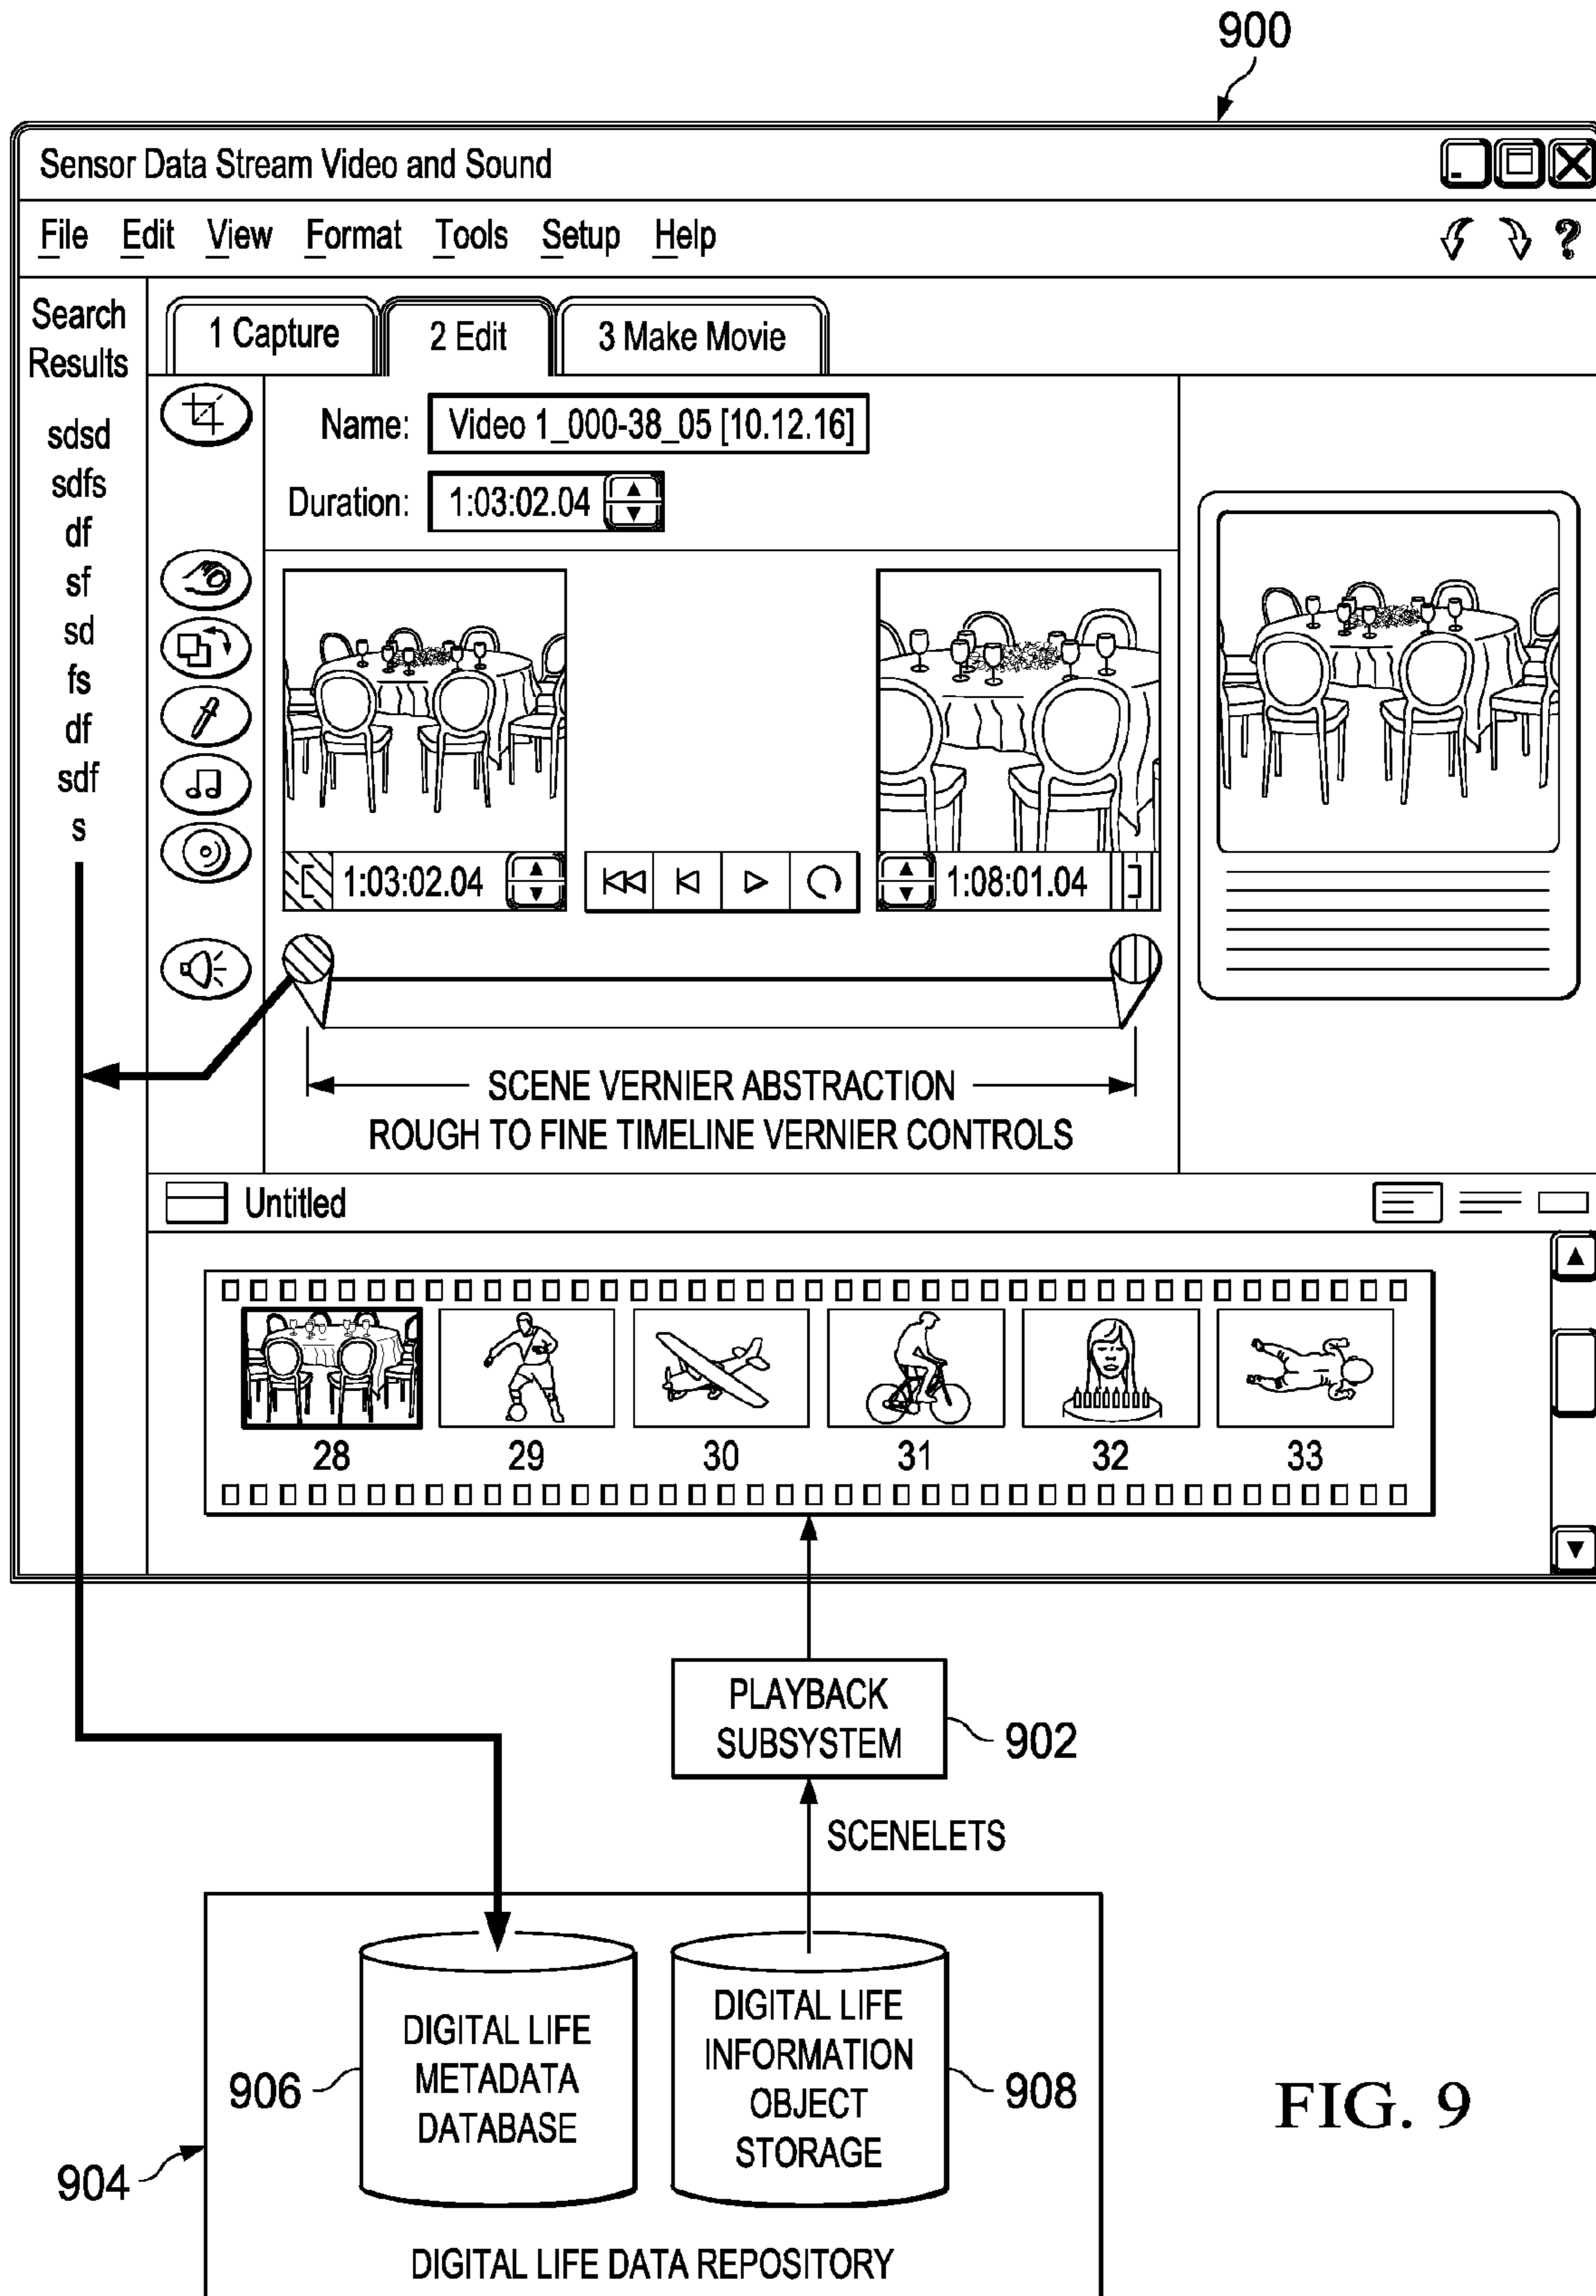 900
Sensor Data Stream Video and Sound
File Edit View Format Tools Setup Help ?
Search
Results
sdsd
sdfs
df
sf
sd
fs
df
sdf
s
1 Capture 2 Edit 3 Make Movie
Name: Video 1_000-38_05 [10.12.16]
Duration: 1:03:02.04
[ 1:03:02.04
1:08:01.04 ]
SCENE VERNIER ABSTRACTION
ROUGH TO FINE TIMELINE VERNIER CONTROLS
Untitled
28 29 30 31 32 33
PLAYBACK
SUBSYSTEM
902
SCENELETS
DIGITAL LIFE
METADATA
DATABASE
906
DIGITAL LIFE
INFORMATION
OBJECT
STORAGE
908
904
DIGITAL LIFE DATA REPOSITORY
FIG. 9